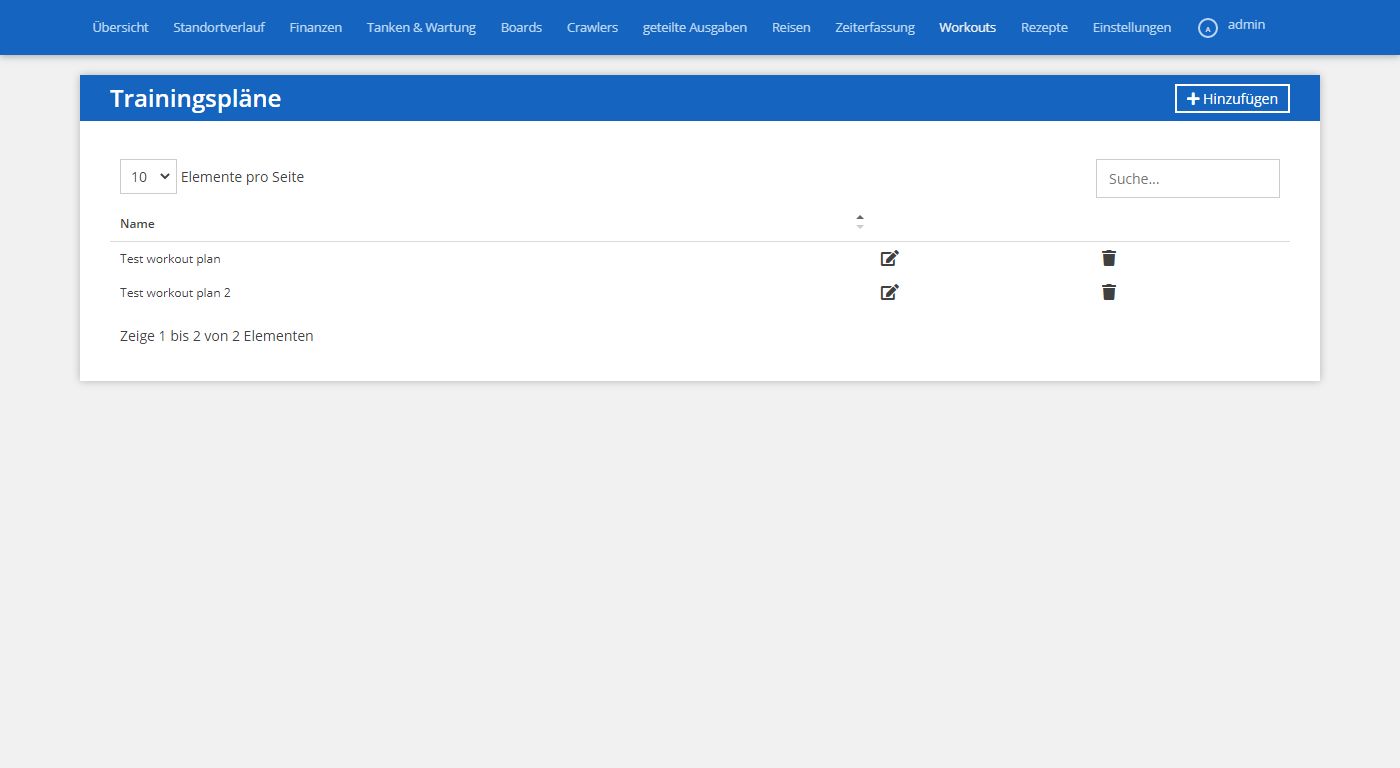 Übersicht Standortverlauf Finanzen Tanken & Wartung Boards Crawlers geteilte Ausgaben Reisen Zeiterfassung Workouts Rezepte Einstellungen A admin
Trainingspläne Hinzufügen
10 Elemente pro Seite Suche...
Name
Test workout plan
Test workout plan 2
Zeige 1 bis 2 von 2 Elementen